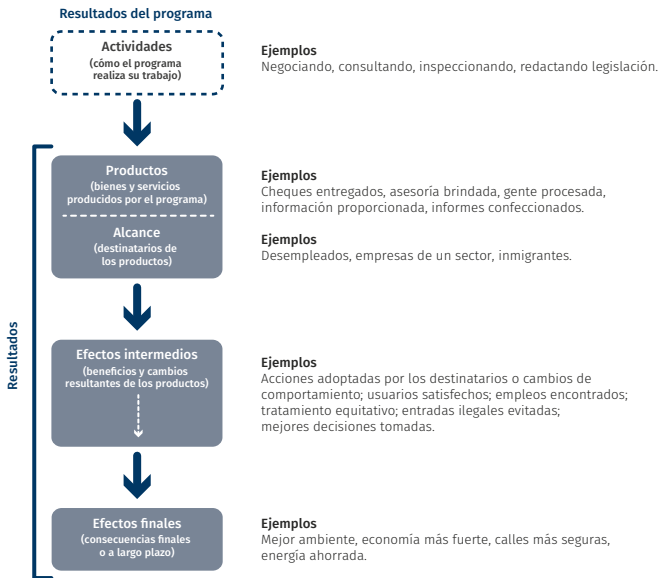 Resultados del programa
Actividades
(cómo el programa
realiza su trabajo)
Ejemplos
Negociando, consultando, inspeccionando, redactando legislación.
Productos
(bienes y servicios
producidos por el programa)
Ejemplos
Cheques entregados, asesoría brindada, gente procesada,
información proporcionada, informes confeccionados.
Alcance
(destinatarios de
los productos)
Ejemplos
Desempleados, empresas de un sector, inmigrantes.
Resultados
Efectos intermedios
(beneficios y cambios
resultantes de los productos)
Ejemplos
Acciones adoptadas por los destinatarios o cambios de
comportamiento; usuarios satisfechos; empleos encontrados;
tratamiento equitativo; entradas ilegales evitadas;
mejores decisiones tomadas.
Efectos finales
(consecuencias finales
o a largo plazo)
Ejemplos
Mejor ambiente, economía más fuerte, calles más seguras,
energía ahorrada.